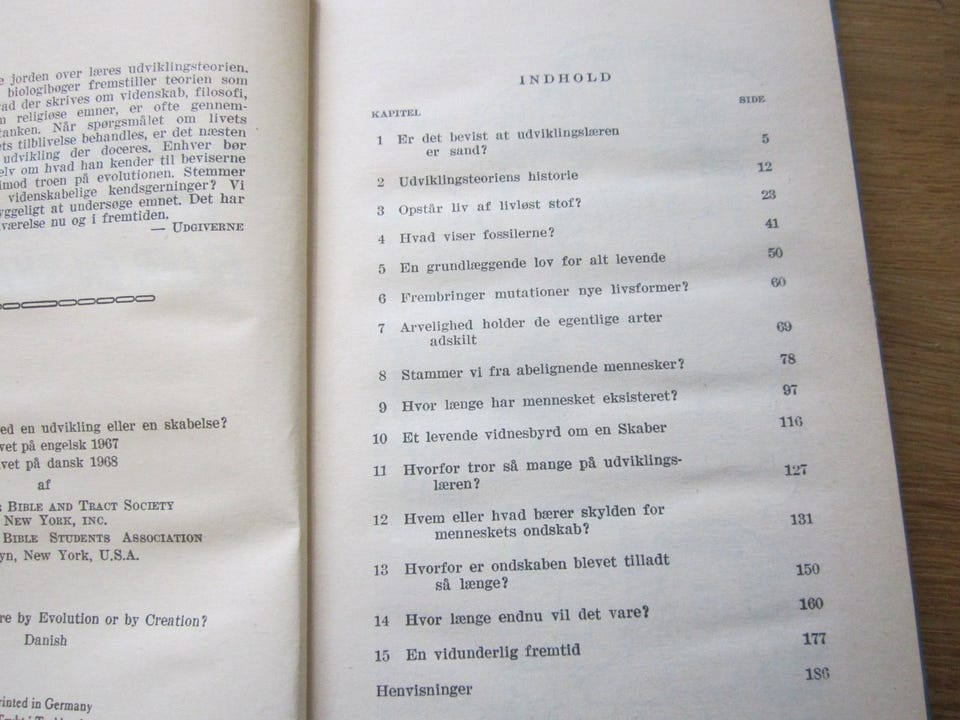 e jorden over læres udviklingsteorien.
biologibøger fremstiller teorien som
ad der skrives om videnskab, filosofi,
religiøse emner, er ofte gennem-
tanken. Når spørgsmålet om livets
ets tilblivelse behandles, er det næsten
udvikling der doceres. Enhver bør
elv om hvad han kender til beviserne
imod troen på evolutionen. Stemmer
videnskabelige kendsgerninger? Vi
yggeligt at undersøge emnet. Det har
værelse nu og i fremtiden.
— UDGIVERNE
ed en udvikling eller en skabelse?
vet på engelsk 1967
vet på dansk 1968
af
BIBLE AND TRACT SOCIETY
NEW YORK, INC.
BIBLE STUDENTS ASSOCIATION
yn, New York, U.S.A.
re by Evolution or by Creation?
Danish
rinted in Germany
INDHOLD
KAPITEL SIDE
1 Er det bevist at udviklingslæren
er sand? 5
2 Udviklingsteoriens historie 12
3 Opstår liv af livløst stof? 23
4 Hvad viser fossilerne? 41
5 En grundlæggende lov for alt levende 50
6 Frembringer mutationer nye livsformer? 60
7 Arvelighed holder de egentlige arter
adskilt 69
8 Stammer vi fra abelignende mennesker? 78
9 Hvor længe har mennesket eksisteret? 97
10 Et levende vidnesbyrd om en Skaber 116
11 Hvorfor tror så mange på udviklings-
læren? 127
12 Hvem eller hvad bærer skylden for
menneskets ondskab? 131
13 Hvorfor er ondskaben blevet tilladt
så længe? 150
14 Hvor længe endnu vil det vare? 160
15 En vidunderlig fremtid 177
Henvisninger 186